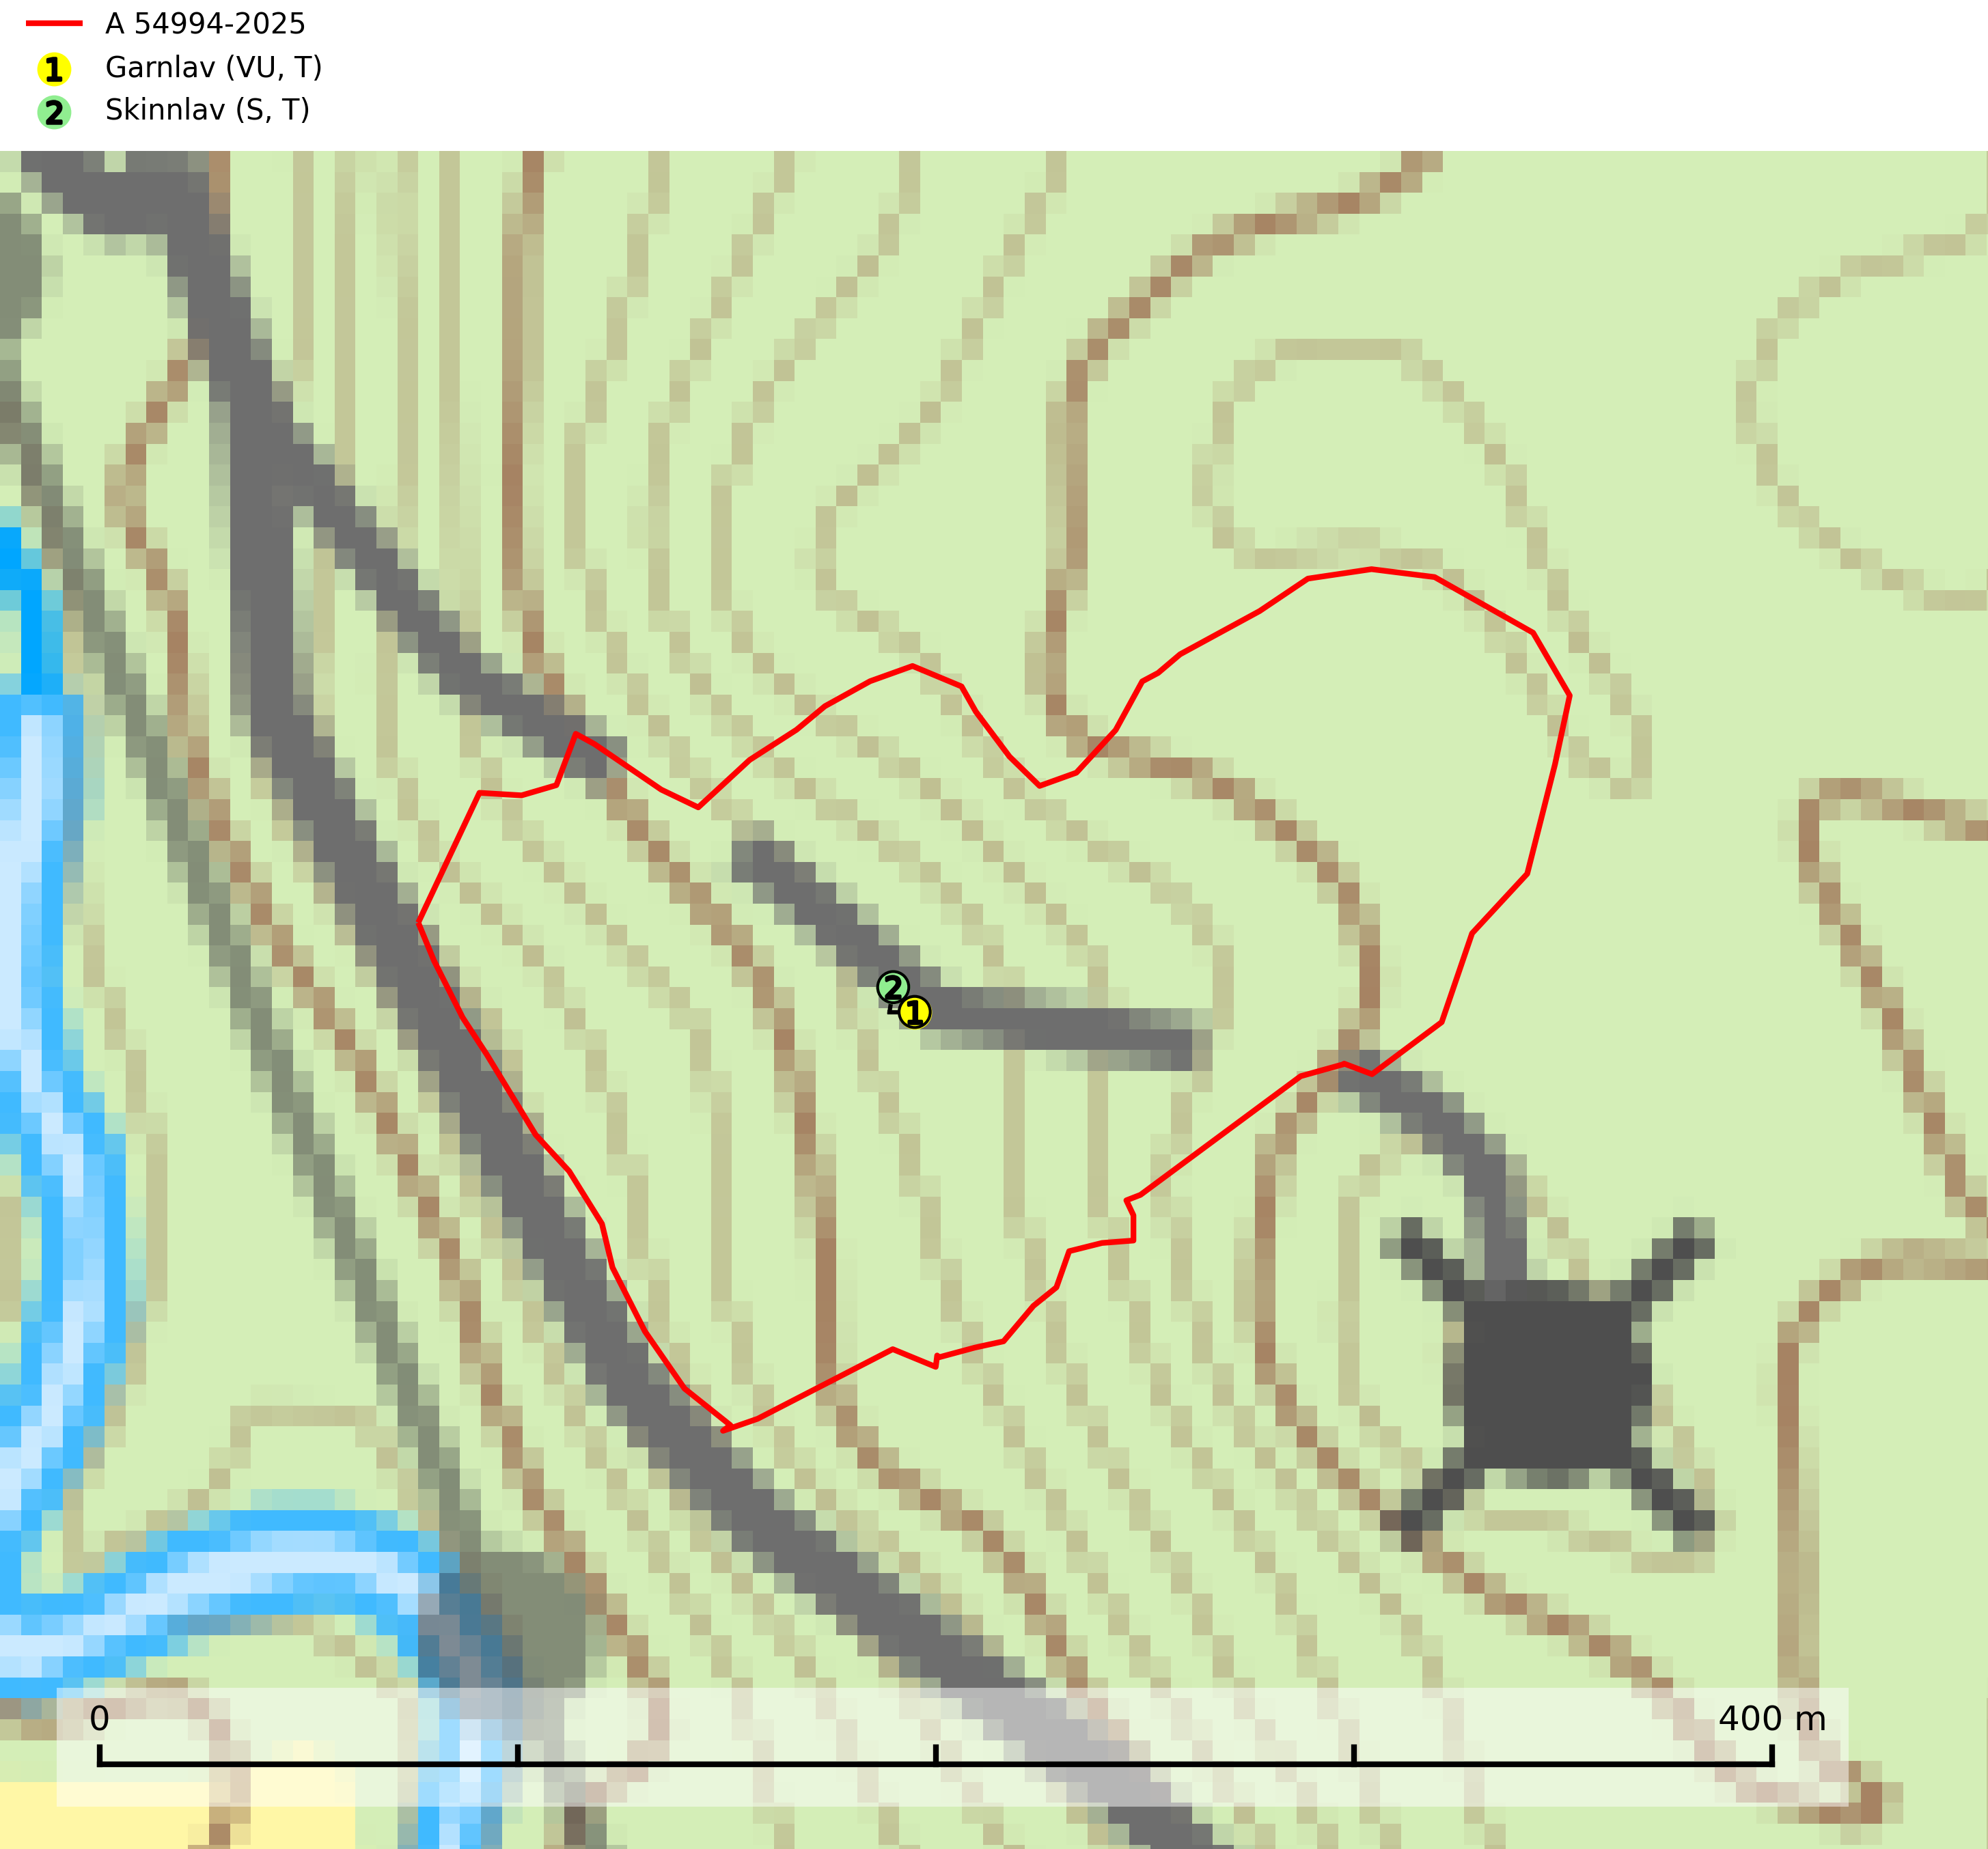 A 54994-2025
1 Garnlav (VU, T)
2 Skinnlav (S, T)
2
1
0 400 m